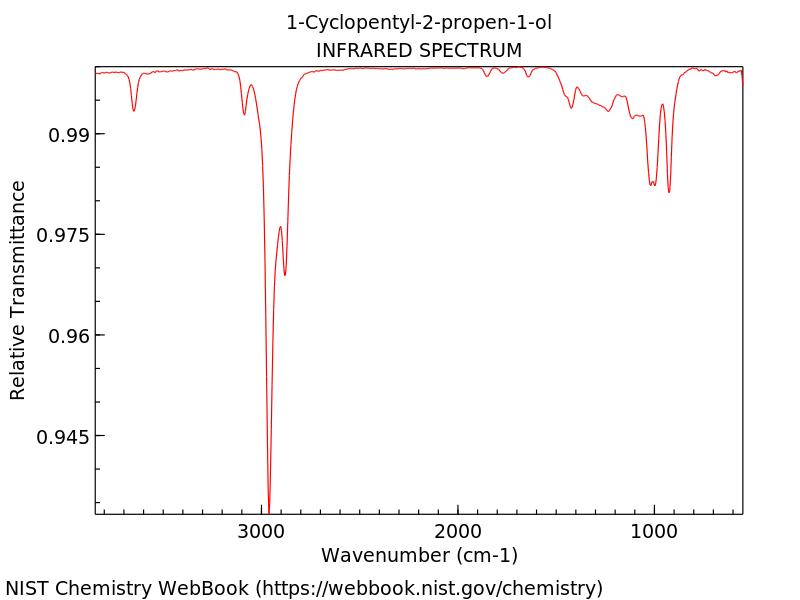 1-Cyclopentyl-2-propen-1-ol
INFRARED SPECTRUM
0.99
0.975
0.96
0.945
Relative Transmittance
3000 2000 1000
Wavenumber (cm-1)
NIST Chemistry WebBook (https://webbook.nist.gov/chemistry)